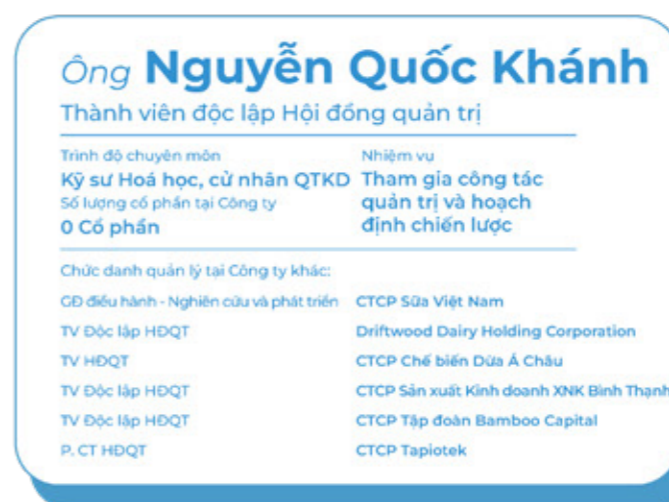 Ông Nguyễn Quốc Khánh
Thành viên độc lập Hội đồng quản trị
Trình độ chuyên môn
Kỹ sư Hoá học, cử nhân QTKD
Số lượng cổ phần tại Công ty
0 Cổ phần
Nhiệm vụ
Tham gia công tác
quản trị và hoạch
định chiến lược
Chức danh quản lý tại Công ty khác:
GĐ điều hành - Nghiên cứu và phát triển CTCP Sữa Việt Nam
TV Độc lập HĐQT Driftwood Dairy Holding Corporation
TV HĐQT CTCP Chế biến Dừa Á Châu
TV Độc lập HĐQT CTCP Sản xuất Kinh doanh XNK Bình Thạnh
TV Độc lập HĐQT CTCP Tập đoàn Bamboo Capital
P. CT HĐQT CTCP Tapiotek